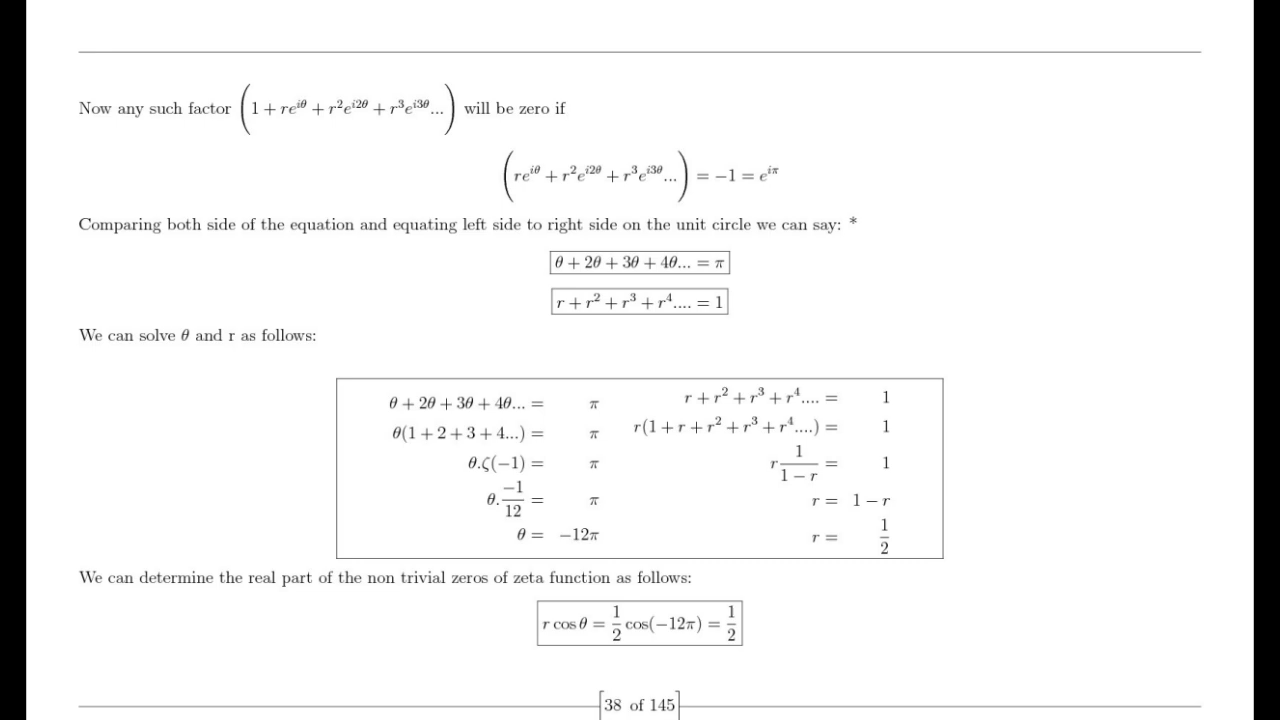 Now any such factor (1 + re^{iθ} + r^2e^{i2θ} + r^3e^{i3θ}...) will be zero if
(re^{iθ} + r^2e^{i2θ} + r^3e^{i3θ}...) = −1 = e^{iπ}
Comparing both side of the equation and equating left side to right side on the unit circle we can say: *
θ + 2θ + 3θ + 4θ... = π
r + r^2 + r^3 + r^4.... = 1
We can solve θ and r as follows:
θ + 2θ + 3θ + 4θ... = π
θ(1 + 2 + 3 + 4...) = π
θ.ζ(−1) = π
θ.\frac{−1}{12} = π
θ = −12π
r + r^2 + r^3 + r^4.... = 1
r(1 + r + r^2 + r^3 + r^4....) = 1
r\frac{1}{1 − r} = 1
r = 1 − r
r = \frac{1}{2}
We can determine the real part of the non trivial zeros of zeta function as follows:
r cos θ = \frac{1}{2} cos(−12π) = \frac{1}{2}
[38 of 145]